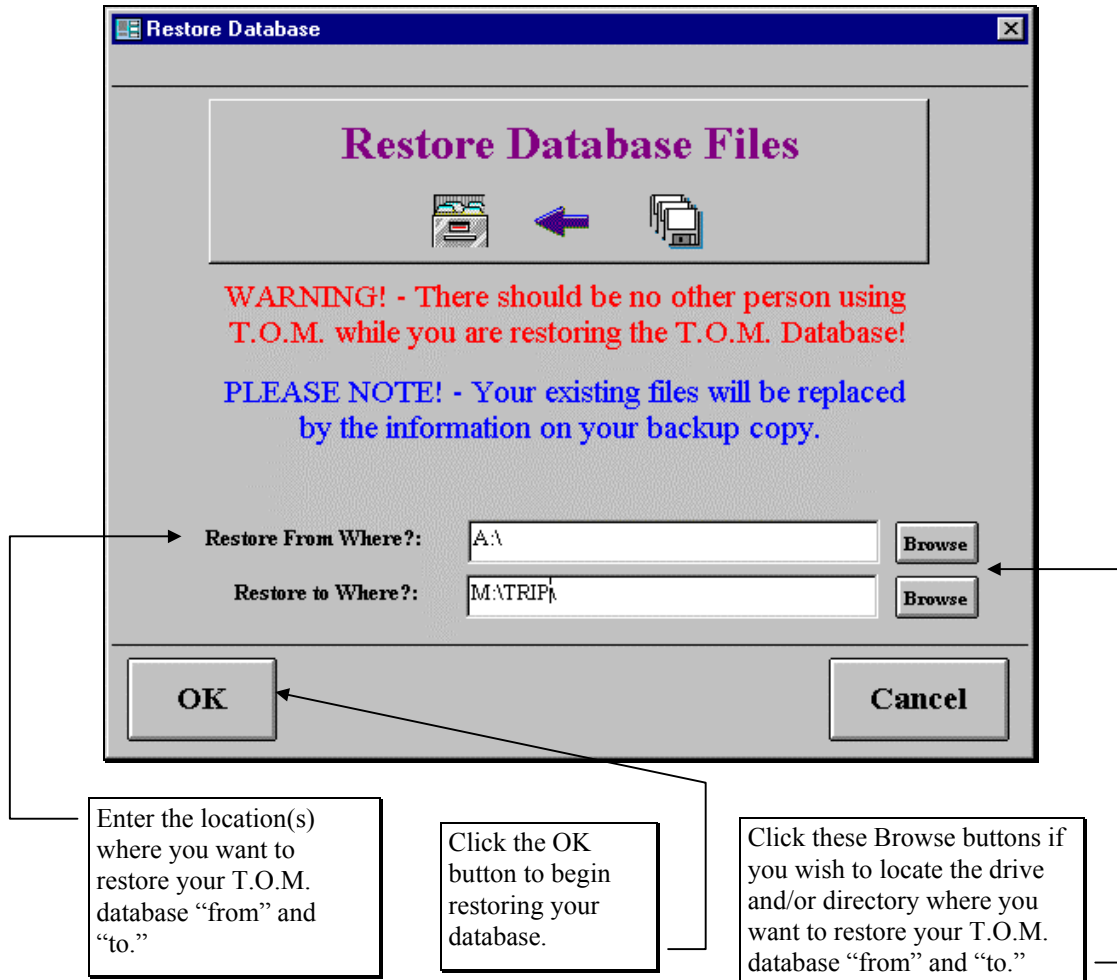 Restore Database
Restore Database Files
WARNING! - There should be no other person using
T.O.M. while you are restoring the T.O.M. Database!
PLEASE NOTE! - Your existing files will be replaced
by the information on your backup copy.
Restore From Where?: A:\ Browse
Restore to Where?: M:\TRIP\ Browse
OK Cancel
Enter the location(s)
where you want to
restore your T.O.M.
database “from” and
“to.”
Click the OK
button to begin
restoring your
database.
Click these Browse buttons if
you wish to locate the drive
and/or directory where you
want to restore your T.O.M.
database “from” and “to.”